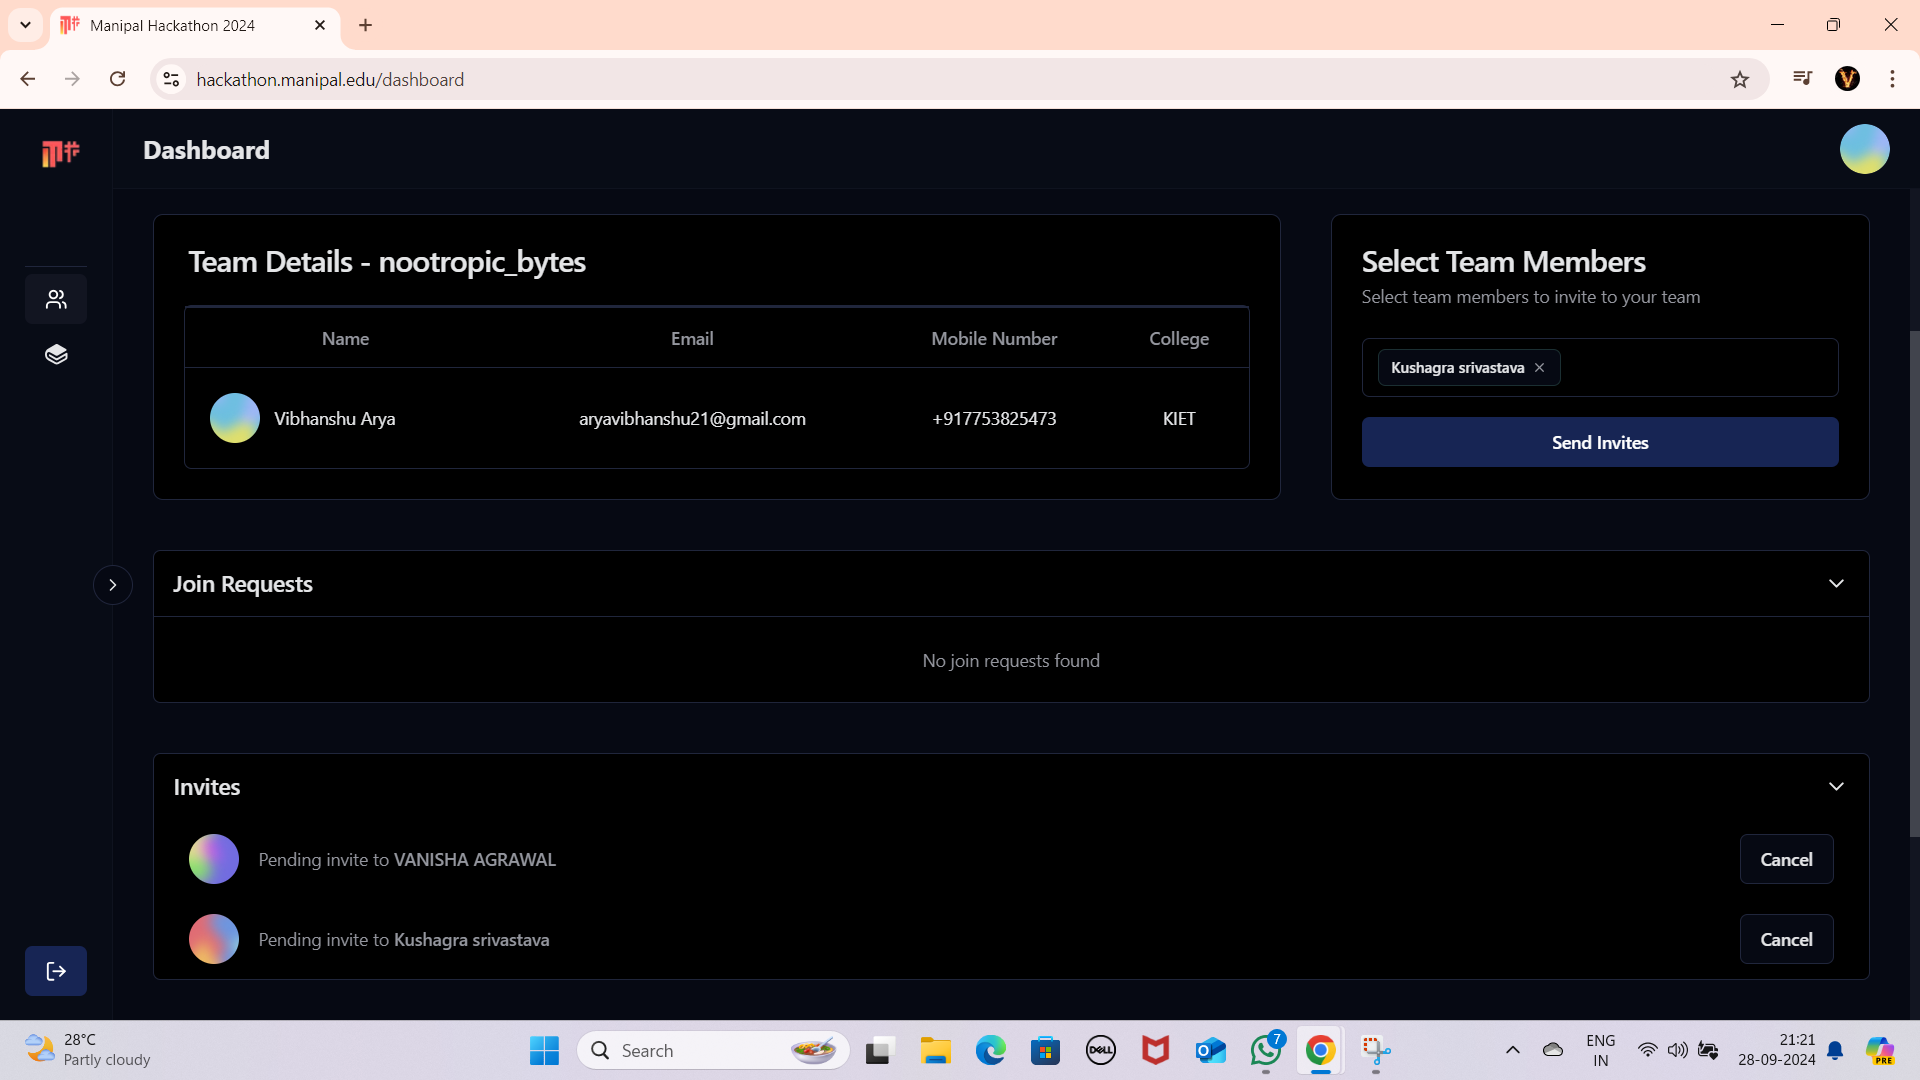 Manipal Hackathon 2024
hackathon.manipal.edu/dashboard
Dashboard
Team Details - nootropic_bytes
Name Email Mobile Number College
Vibhanshu Arya aryavibhanshu21@gmail.com +917753825473 KIET
Select Team Members
Select team members to invite to your team
Kushagra srivastava
Send Invites
Join Requests
No join requests found
Invites
Pending invite to VANISHA AGRAWAL
Cancel
Pending invite to Kushagra srivastava
Cancel
28°C
Partly cloudy
Search
DELL
7
ENG
IN
21:21
28-09-2024
PRE